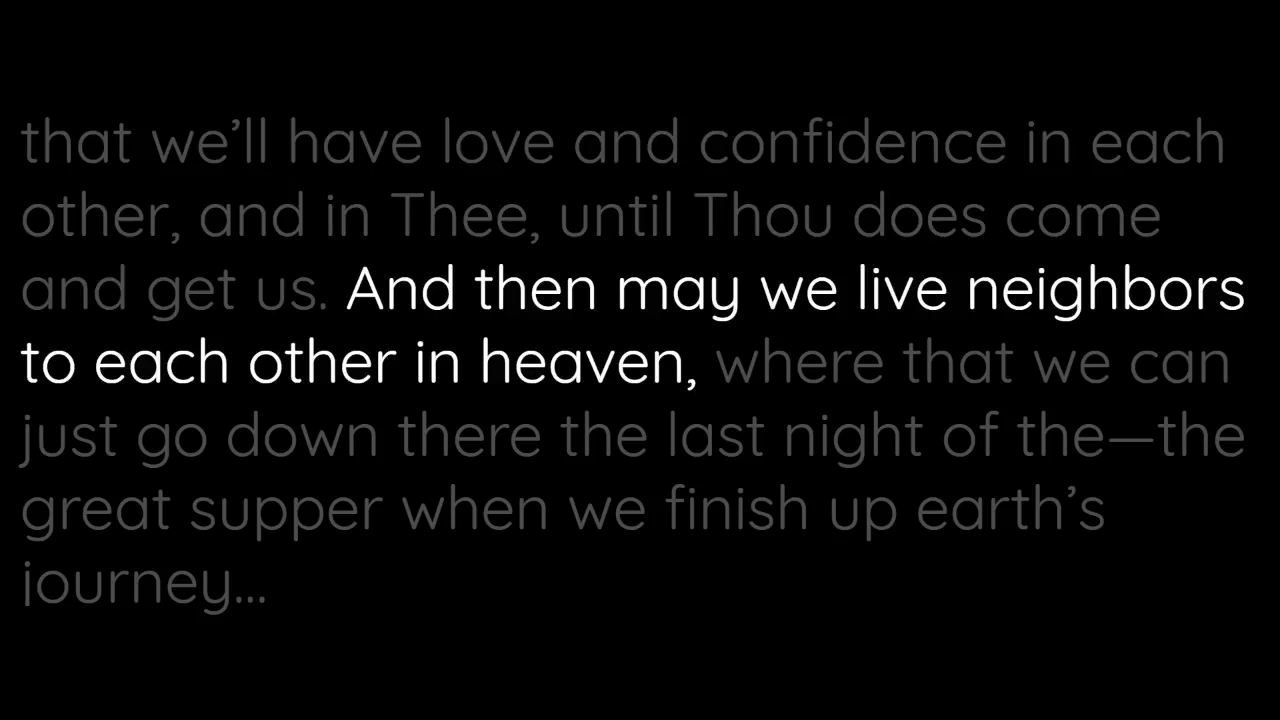 that we’ll have love and confidence in each
other, and in Thee, until Thou does come
and get us. And then may we live neighbors
to each other in heaven, where that we can
just go down there the last night of the—the
great supper when we finish up earth’s
journey...